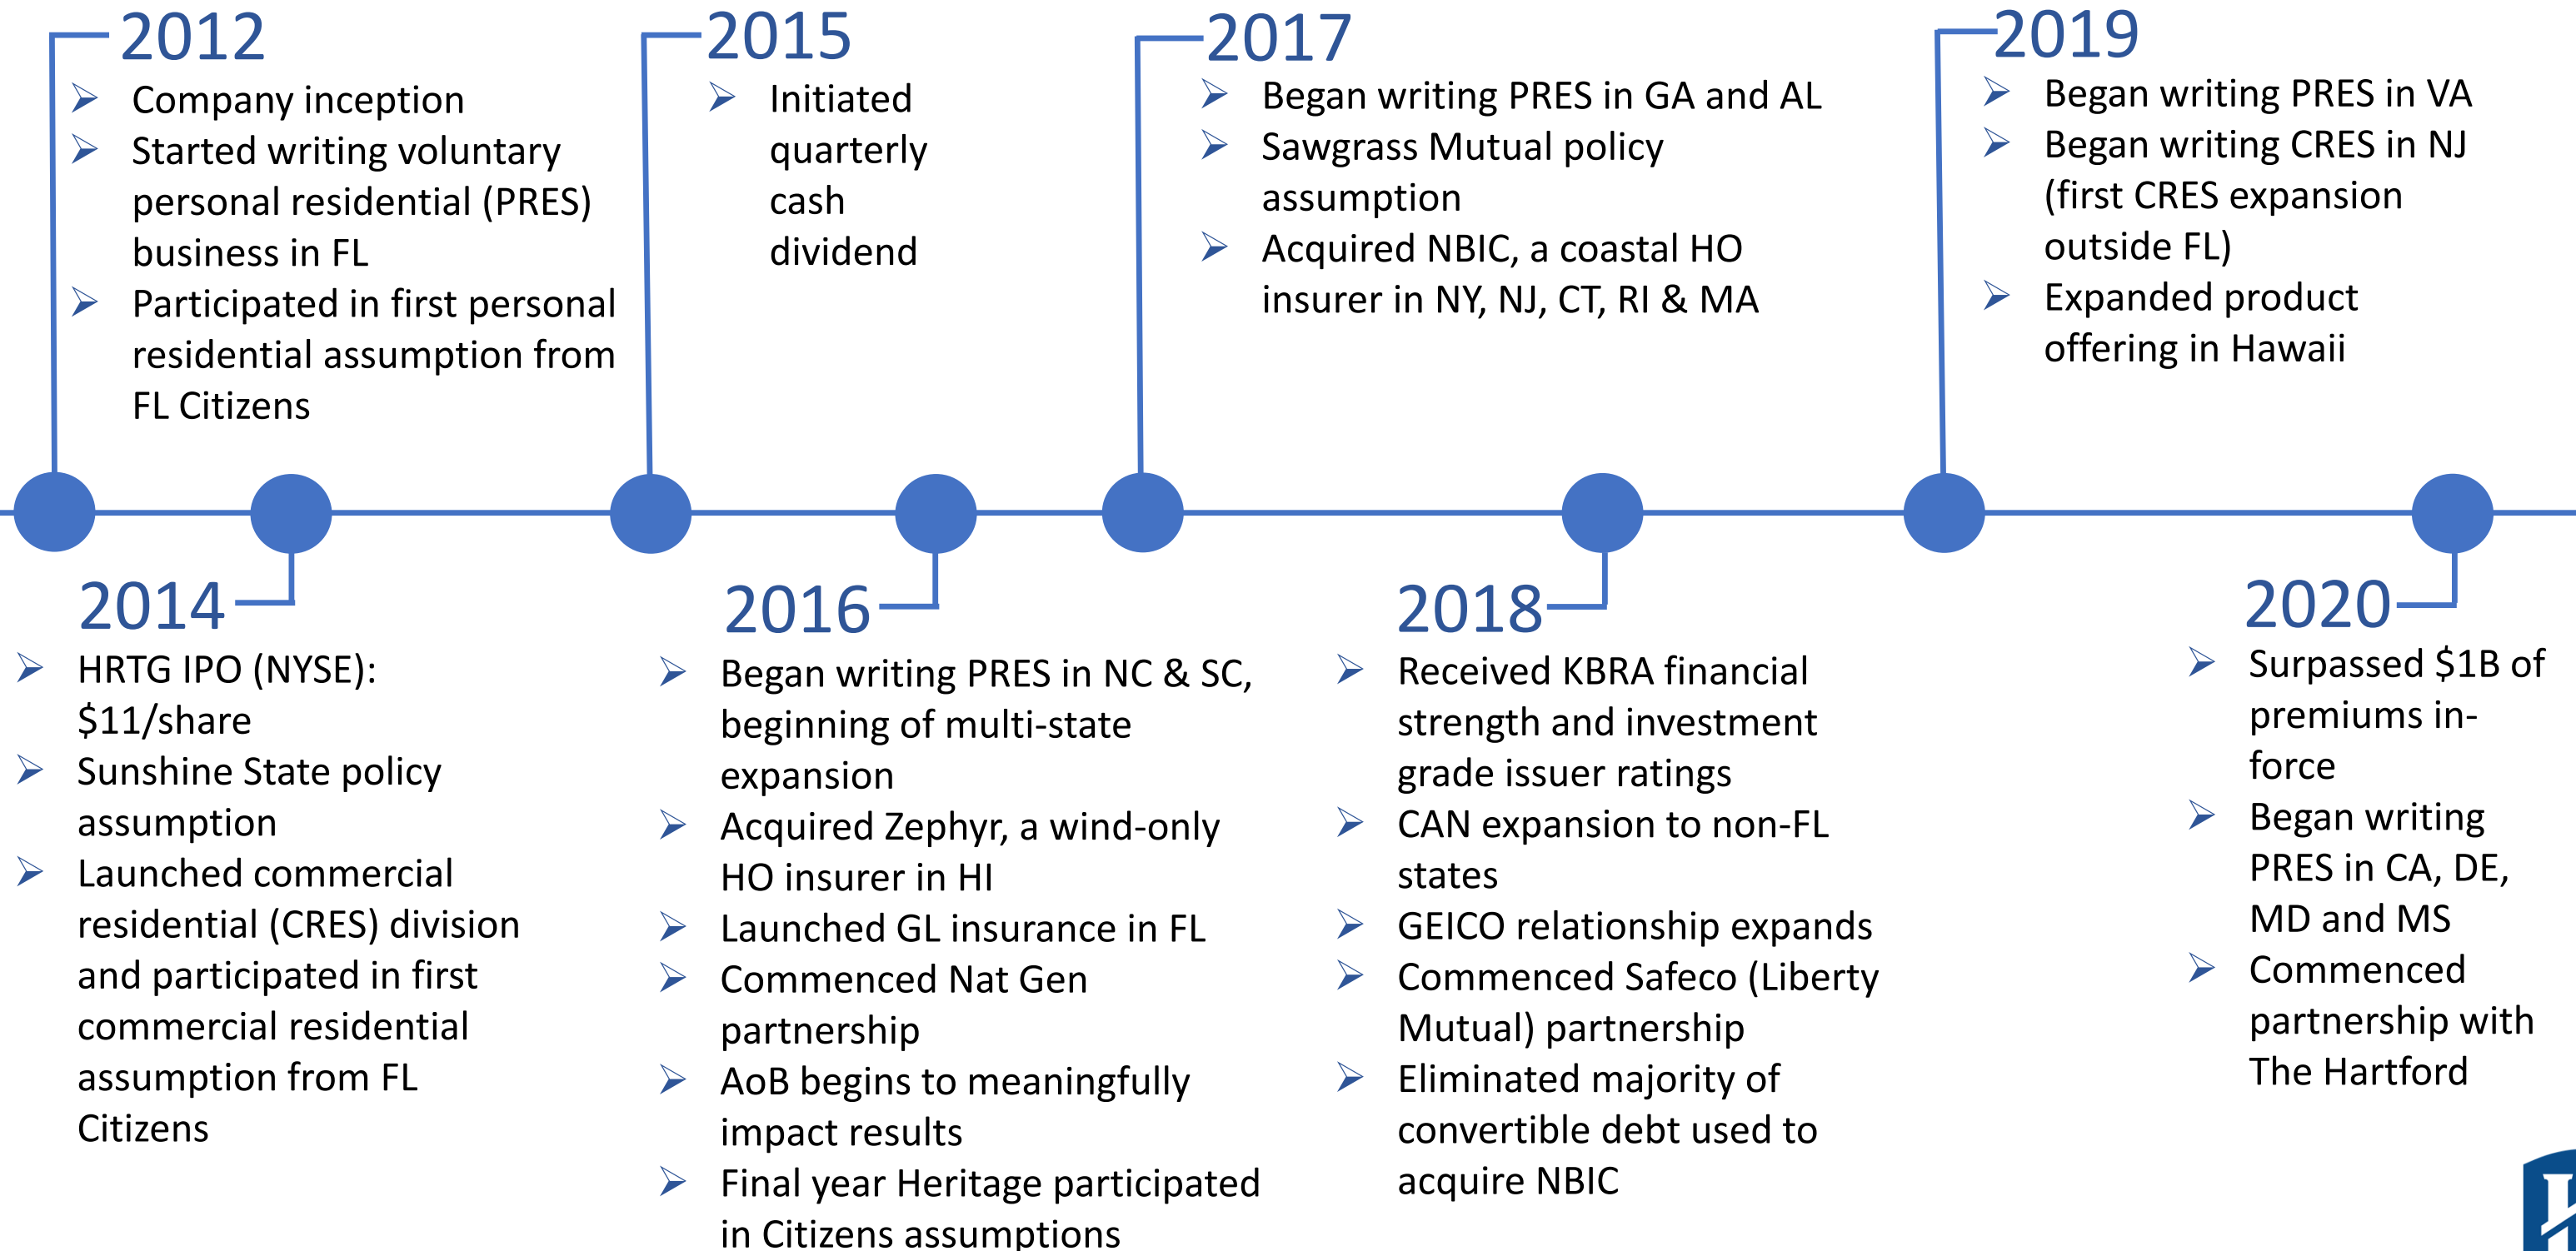 2012
Company inception
Started writing voluntary
personal residential (PRES)
business in FL
Participated in first personal
residential assumption from
FL Citizens
2015
Initiated
quarterly
cash
dividend
2017
Began writing PRES in GA and AL
Sawgrass Mutual policy
assumption
Acquired NBIC, a coastal HO
insurer in NY, NJ, CT, RI & MA
2019
Began writing PRES in VA
Began writing CRES in NJ
(first CRES expansion
outside FL)
Expanded product
offering in Hawaii
2014
HRTG IPO (NYSE):
$11/share
Sunshine State policy
assumption
Launched commercial
residential (CRES) division
and participated in first
commercial residential
assumption from FL
Citizens
2016
Began writing PRES in NC & SC,
beginning of multi-state
expansion
Acquired Zephyr, a wind-only
HO insurer in HI
Launched GL insurance in FL
Commenced Nat Gen
partnership
AoB begins to meaningfully
impact results
Final year Heritage participated
in Citizens assumptions
2018
Received KBRA financial
strength and investment
grade issuer ratings
CAN expansion to non-FL
states
GEICO relationship expands
Commenced Safeco (Liberty
Mutual) partnership
Eliminated majority of
convertible debt used to
acquire NBIC
2020
Surpassed $1B of
premiums in-
force
Began writing
PRES in CA, DE,
MD and MS
Commenced
partnership with
The Hartford